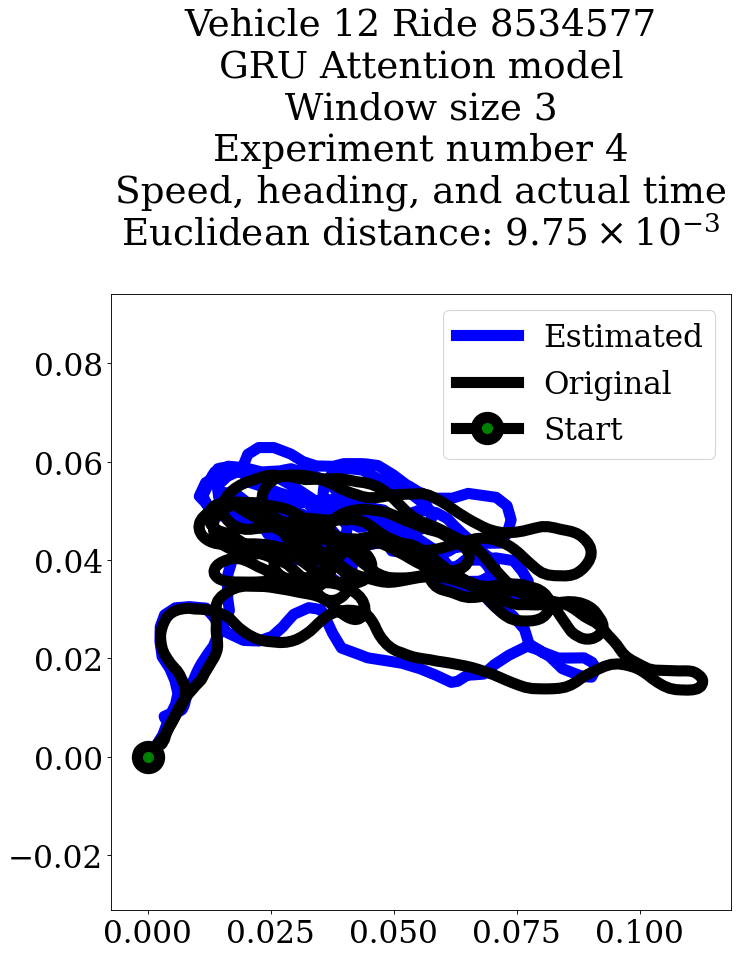 Vehicle 12 Ride 8534577
GRU Attention model
Window size 3
Experiment number 4
Speed, heading, and actual time
Euclidean distance: 9.75 × 10⁻³
Estimated
Original
Start
0.08
0.06
0.04
0.02
0.00
−0.02
0.000 0.025 0.050 0.075 0.100